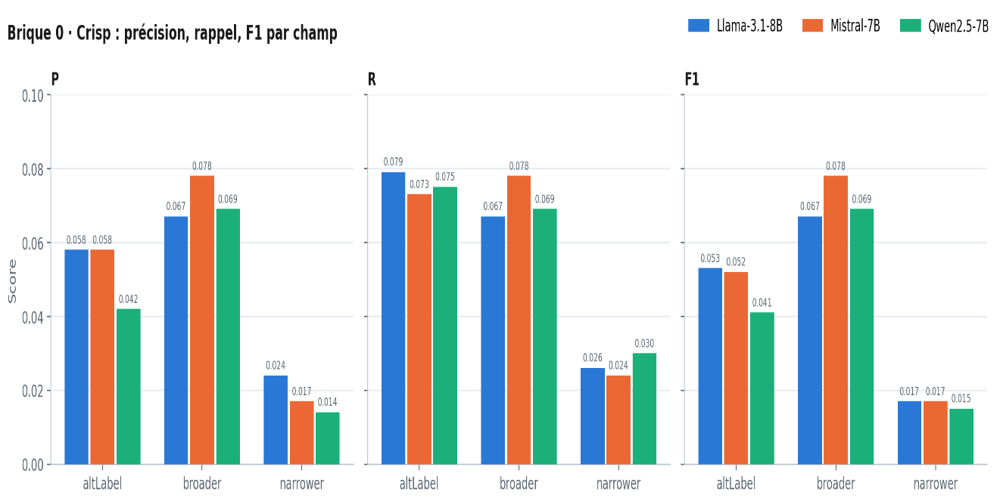 Brique 0 · Crisp : précision, rappel, F1 par champ
Llama-3.1-8B Mistral-7B Qwen2.5-7B
P
R
F1
Score
0.10
0.08
0.06
0.04
0.02
0.00
0.058 0.058 0.042
0.067 0.078 0.069
0.024 0.017 0.014
altLabel broader narrower
0.079 0.073 0.075
0.067 0.078 0.069
0.026 0.024 0.030
altLabel broader narrower
0.053 0.052 0.041
0.067 0.078 0.069
0.017 0.017 0.015
altLabel broader narrower